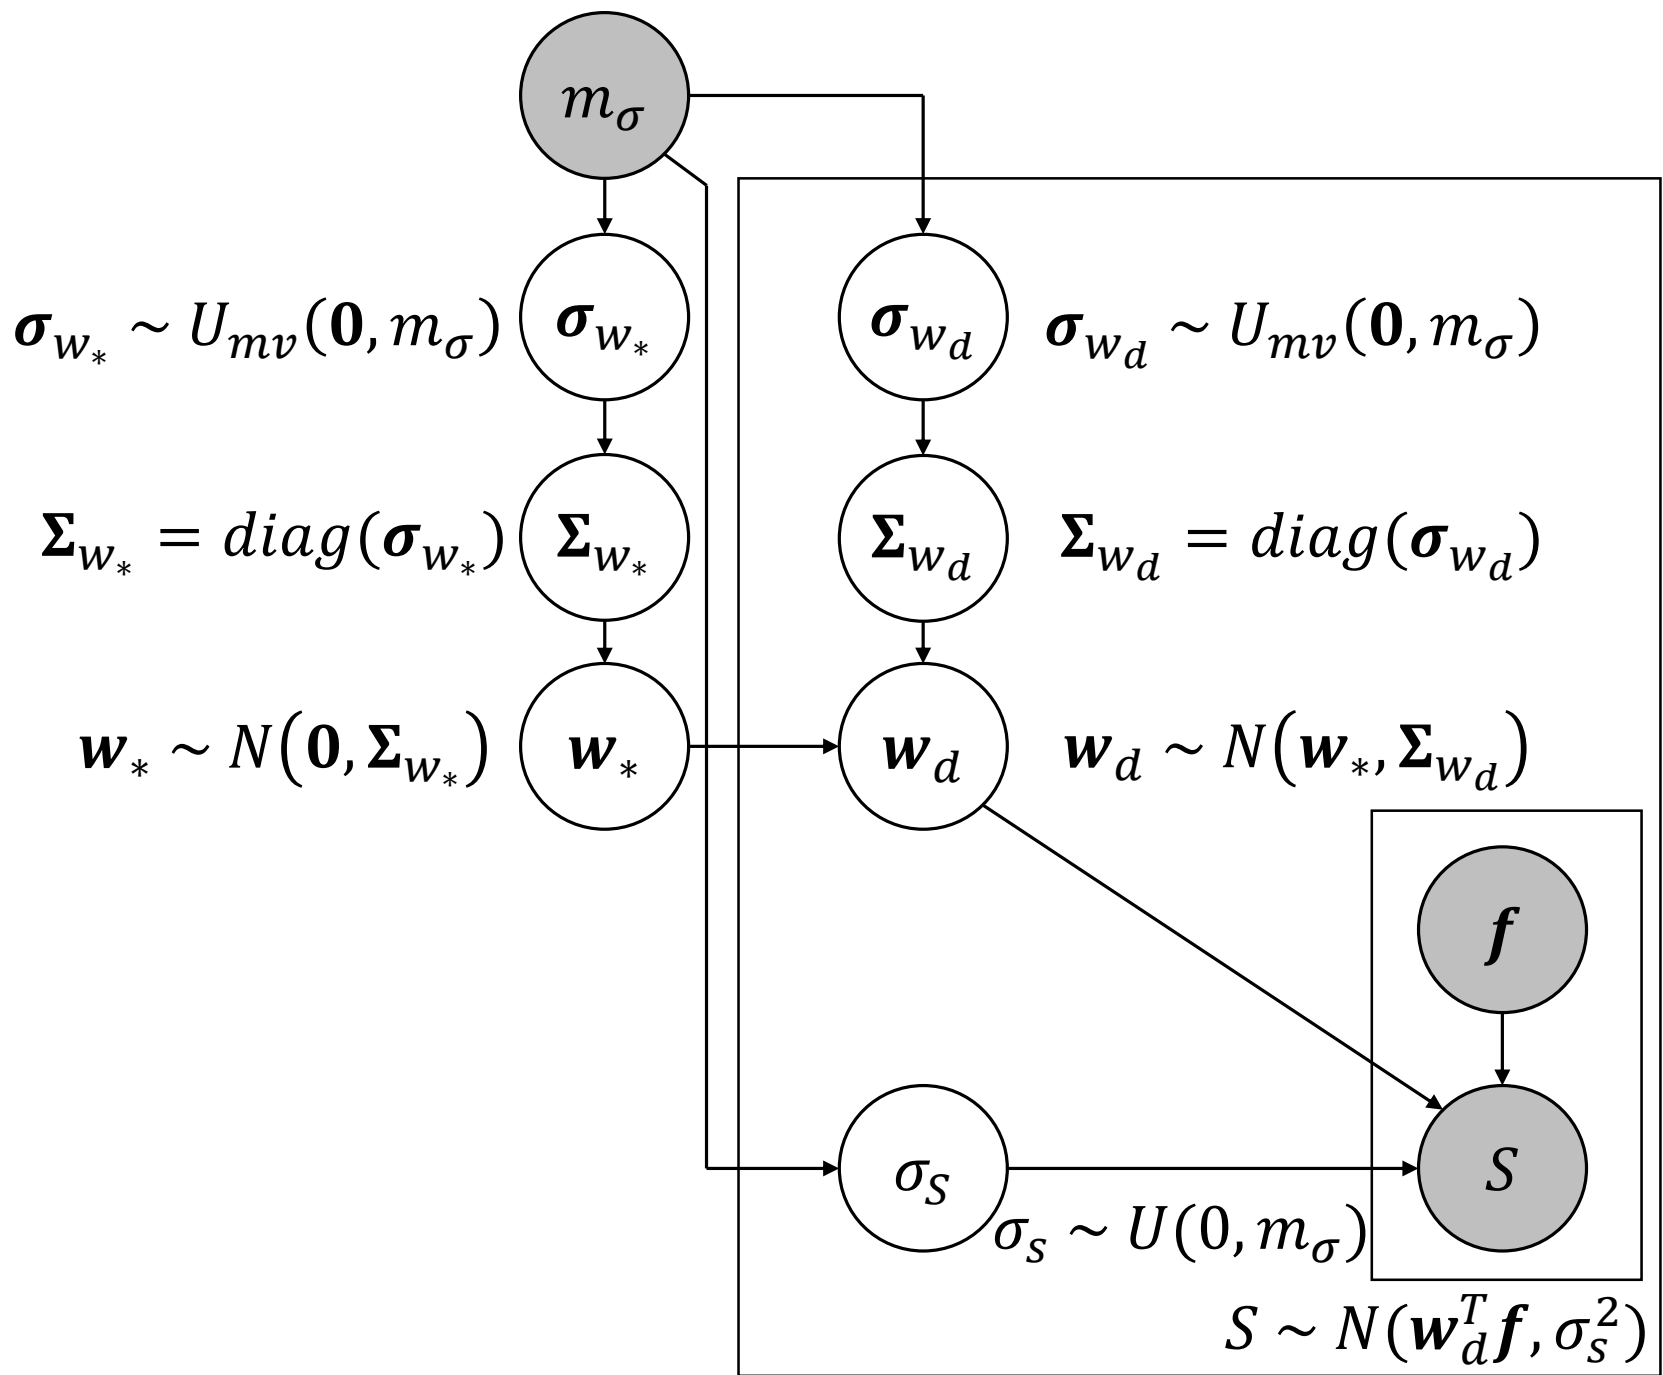 m_σ
𝝈_{w_*} ~ U_{mv}(𝟎, m_σ) 𝝈_{w_*} 𝝈_{w_d} 𝝈_{w_d} ~ U_{mv}(𝟎, m_σ)
𝚺_{w_*} = diag(𝝈_{w_*}) 𝚺_{w_*} 𝚺_{w_d} 𝚺_{w_d} = diag(𝝈_{w_d})
𝒘_* ~ N(𝟎, 𝚺_{w_*}) 𝒘_* 𝒘_d 𝒘_d ~ N(𝒘_*, 𝚺_{w_d})
𝒇
σ_S S
σ_s ~ U(0, m_σ)
S ~ N(𝒘_d^T 𝒇, σ_s^2)